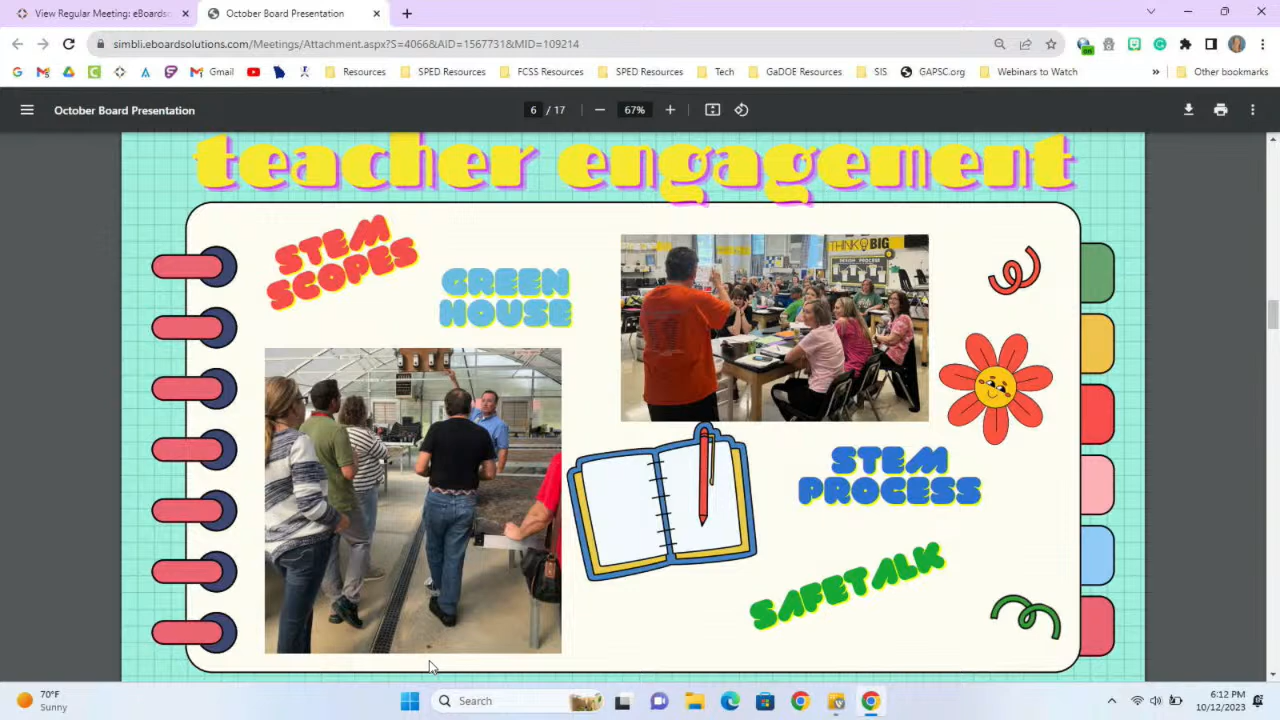 View Regular Meeting: eBoards
October Board Presentation
simbli.eboardsolutions.com/Meetings/Attachment.aspx?S=4066&AID=1567731&MID=109214
Gmail
Resources
SPED Resources
FCSS Resources
SPED Resources
Tech
GaDOE Resources
SIS
GAPSC.org
Webinars to Watch
»
Other bookmarks
October Board Presentation
6 / 17
67%
teacher engagement
STEM
SCOPES
GREEN
HOUSE
THINK BIG
DESIGN PROCESS
STEM
PROCESS
SAFETALK
70°F
Sunny
Search
6:12 PM
10/12/2023